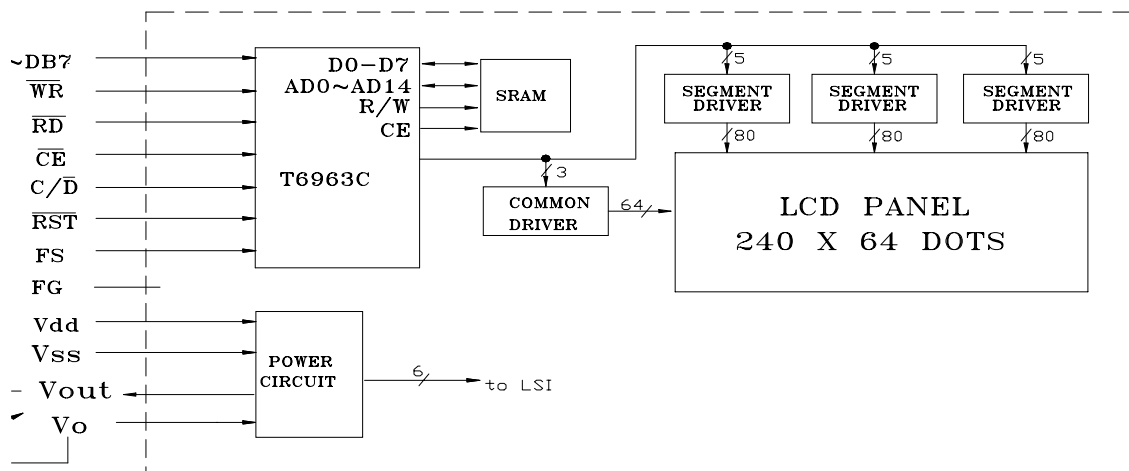 ~DB7
WR
RD
CE
C/D
RST
FS
FG
Vdd
Vss
Vout
Vo
D0-D7
AD0~AD14
R/W
CE
T6963C
SRAM
3
COMMON
DRIVER
64
5
5
5
SEGMENT
DRIVER
SEGMENT
DRIVER
SEGMENT
DRIVER
80
80
80
LCD PANEL
240 X 64 DOTS
POWER
CIRCUIT
6
to LSI